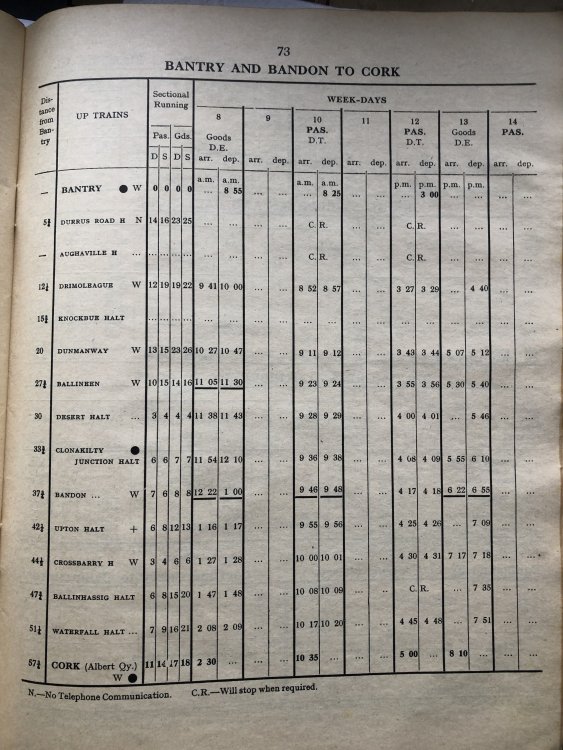 73
BANTRY AND BANDON TO CORK
Distance from Bantry | UP TRAINS | Sectional Running | WEEK-DAYS
8 | 9 | 10 | 11 | 12 | 13 | 14
Pas. | Gds. | Goods D.E. | PAS. D.T. | PAS. D.T. | Goods D.E. | PAS.
D S D S | arr. dep. | arr. dep. | arr. dep. | arr. dep. | arr. dep. | arr. dep. | arr. dep.
a.m. a.m. | a.m. a.m. | p.m. p.m. | p.m. p.m.
— BANTRY ● W 0 0 0 0 ... 8 55 ... ... ... 8 25 ... ... ... 3 00 ... ... ... ...
5¾ DURRUS ROAD H N 14 16 23 25 ... ... ... ... C. R. ... ... C. R. ... ... ... ...
— AUGHAVILLE H ... ... ... ... ... ... ... ... ... C. R. ... ... C. R. ... ... ... ...
12¼ DRIMOLEAGUE W 12 19 19 22 9 41 10 00 ... ... 8 52 8 57 ... ... 3 27 3 29 ... 4 40 ... ...
15¾ KNOCKBUE HALT ... ... ... ... ... ... ... ... ... ... ... ... ... ... ... ... ... ...
20 DUNMANWAY W 13 15 23 26 10 27 10 47 ... ... 9 11 9 12 ... ... 3 43 3 44 5 07 5 12 ... ...
27¾ BALLINEEN W 10 15 14 16 11 05 11 30 ... ... 9 23 9 24 ... ... 3 55 3 56 5 30 5 40 ... ...
30 DESERT HALT ... 3 4 4 4 11 38 11 43 ... ... 9 28 9 29 ... ... 4 00 4 01 ... 5 46 ... ...
33¾ CLONAKILTY ●
JUNCTION HALT 6 6 7 7 11 54 12 10 ... ... 9 36 9 38 ... ... 4 08 4 09 5 55 6 10 ... ...
37¾ BANDON ... W 7 6 8 8 12 22 1 00 ... ... 9 46 9 48 ... ... 4 17 4 18 6 22 6 55 ... ...
42¾ UPTON HALT + 6 8 12 13 1 16 1 17 ... ... 9 55 9 56 ... ... 4 25 4 26 ... 7 09 ... ...
44¼ CROSSBARRY H W 3 4 6 6 1 27 1 28 ... ... 10 00 10 01 ... ... 4 30 4 31 7 17 7 18 ... ...
47¾ BALLINHASSIG HALT 6 8 15 20 1 47 1 48 ... ... 10 08 10 09 ... .. C. R. ... 7 35 ... ...
51¼ WATERFALL HALT ... 7 9 16 21 2 08 2 09 ... ... 10 17 10 20 ... ... 4 45 4 48 ... 7 51 ... ...
57¾ CORK (Albert Qy.) 11 14 17 18 2 30 ... ... ... 10 35 ... ... ... 5 00 ... 8 10 ... ... ...
W ●
N.—No Telephone Communication. C.R.—Will stop when required.